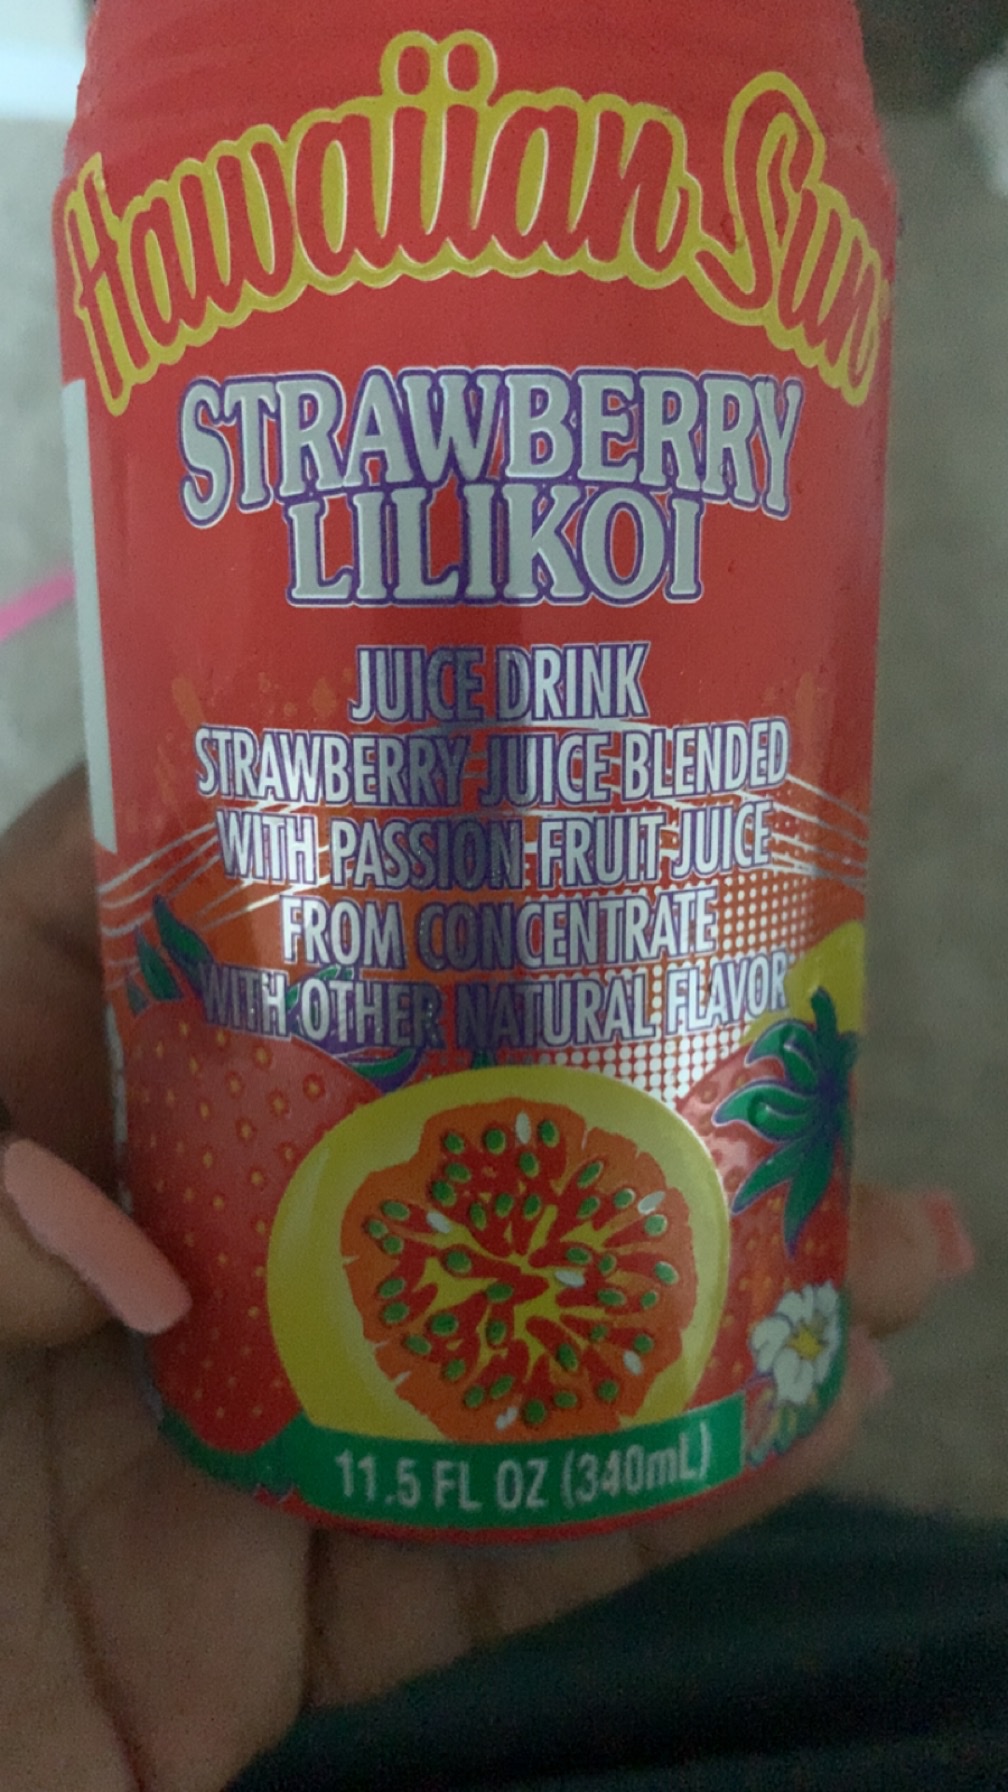 Hawaiian Sun
STRAWBERRY
LILIKOI
JUICE DRINK
STRAWBERRY JUICE BLENDED
WITH PASSION FRUIT JUICE
FROM CONCENTRATE
WITH OTHER NATURAL FLAVOR
11.5 FL OZ (340mL)